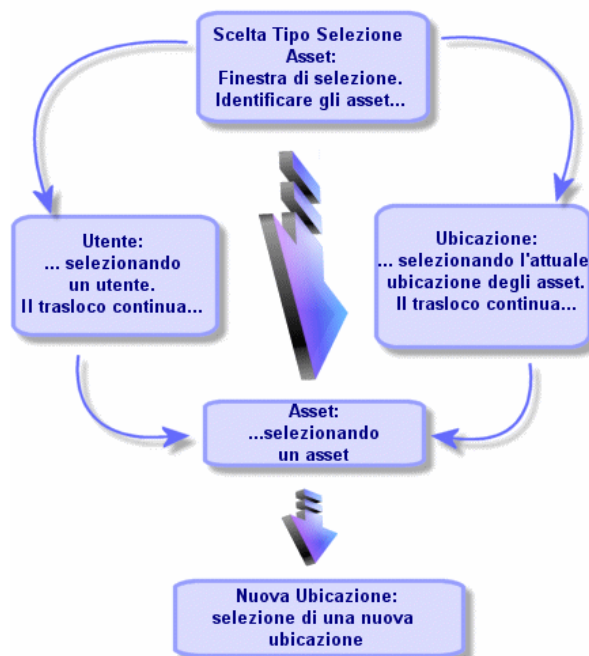 Scelta Tipo Selezione
Asset:
Finestra di selezione.
Identificare gli asset...
Utente:
... selezionando
un utente.
Il trasloco continua...
Ubicazione:
... selezionando l'attuale
ubicazione degli asset.
Il trasloco continua...
Asset:
...selezionando
un asset
Nuova Ubicazione:
selezione di una nuova
ubicazione